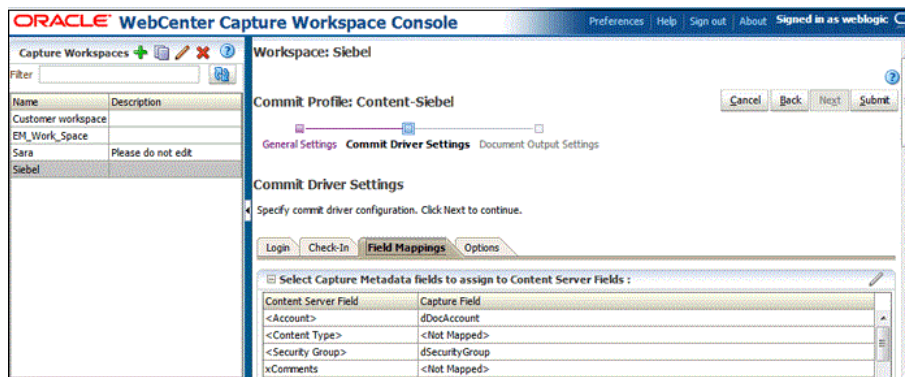 ORACLE WebCenter Capture Workspace Console
Preferences Help Sign out About Signed in as weblogic
Capture Workspaces
Filter
Name Description
Customer workspace
EM_Work_Space
Sara Please do not edit
Siebel
Workspace: Siebel
Commit Profile: Content-Siebel
Cancel Back Next Submit
General Settings Commit Driver Settings Document Output Settings
Commit Driver Settings
Specify commit driver configuration. Click Next to continue.
Login Check-In Field Mappings Options
Select Capture Metadata fields to assign to Content Server Fields :
Content Server Field Capture Field
<Account> dDocAccount
<Content Type> <Not Mapped>
<Security Group> dSecurityGroup
xComments <Not Mapped>